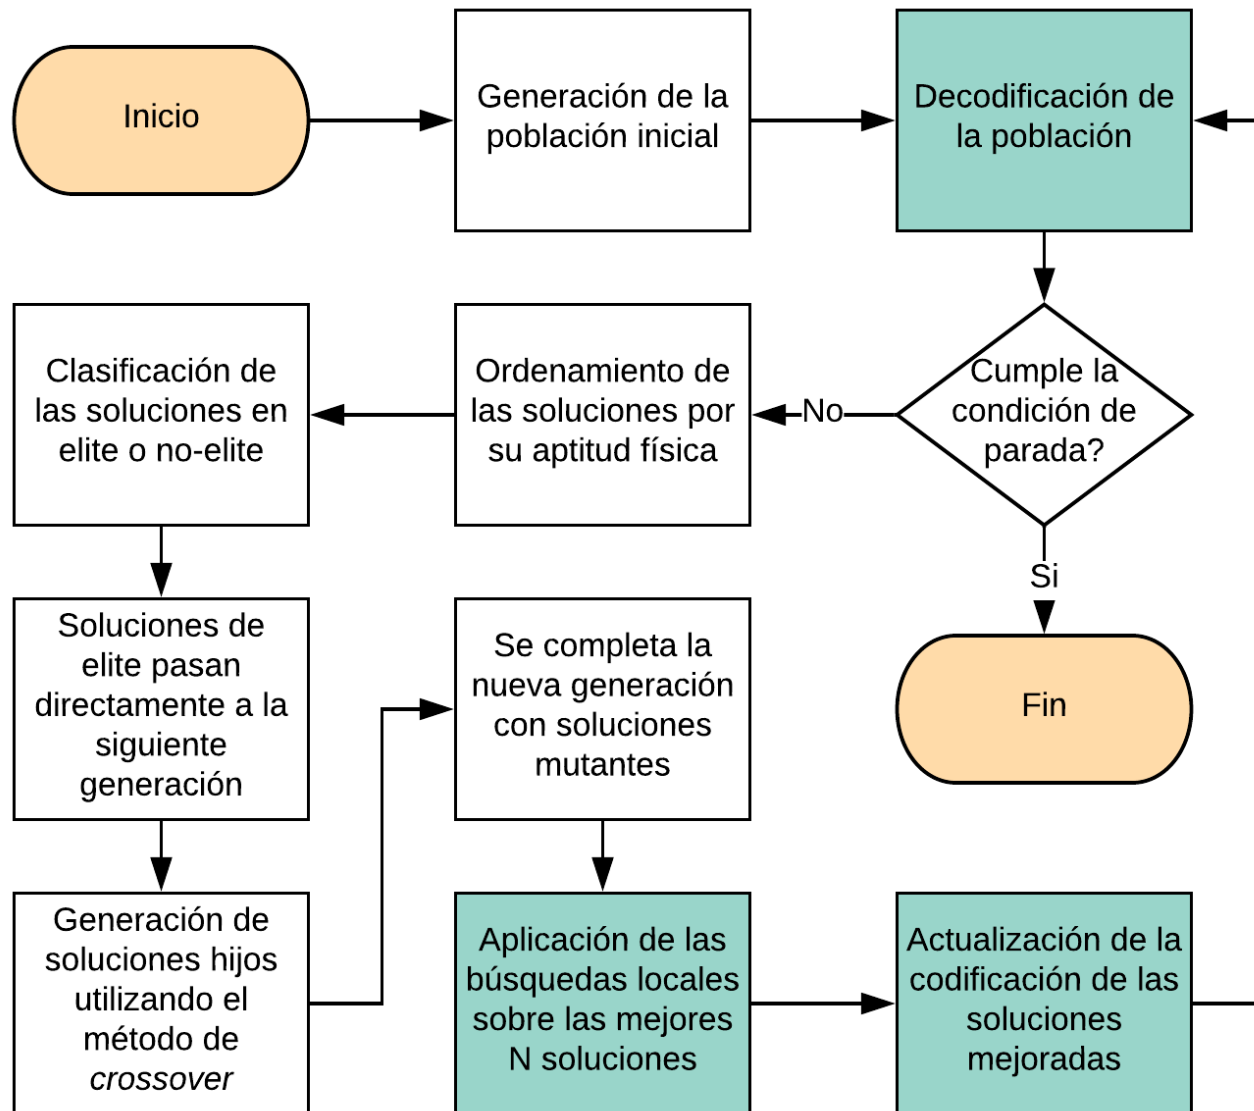 Inicio
Generación de la
población inicial
Decodificación de
la población
Clasificación de
las soluciones en
elite o no-elite
Ordenamiento de
las soluciones por
su aptitud física
No
Cumple la
condición de
parada?
Si
Soluciones de
elite pasan
directamente a la
siguiente
generación
Se completa la
nueva generación
con soluciones
mutantes
Fin
Generación de
soluciones hijos
utilizando el
método de
crossover
Aplicación de las
búsquedas locales
sobre las mejores
N soluciones
Actualización de la
codificación de las
soluciones
mejoradas